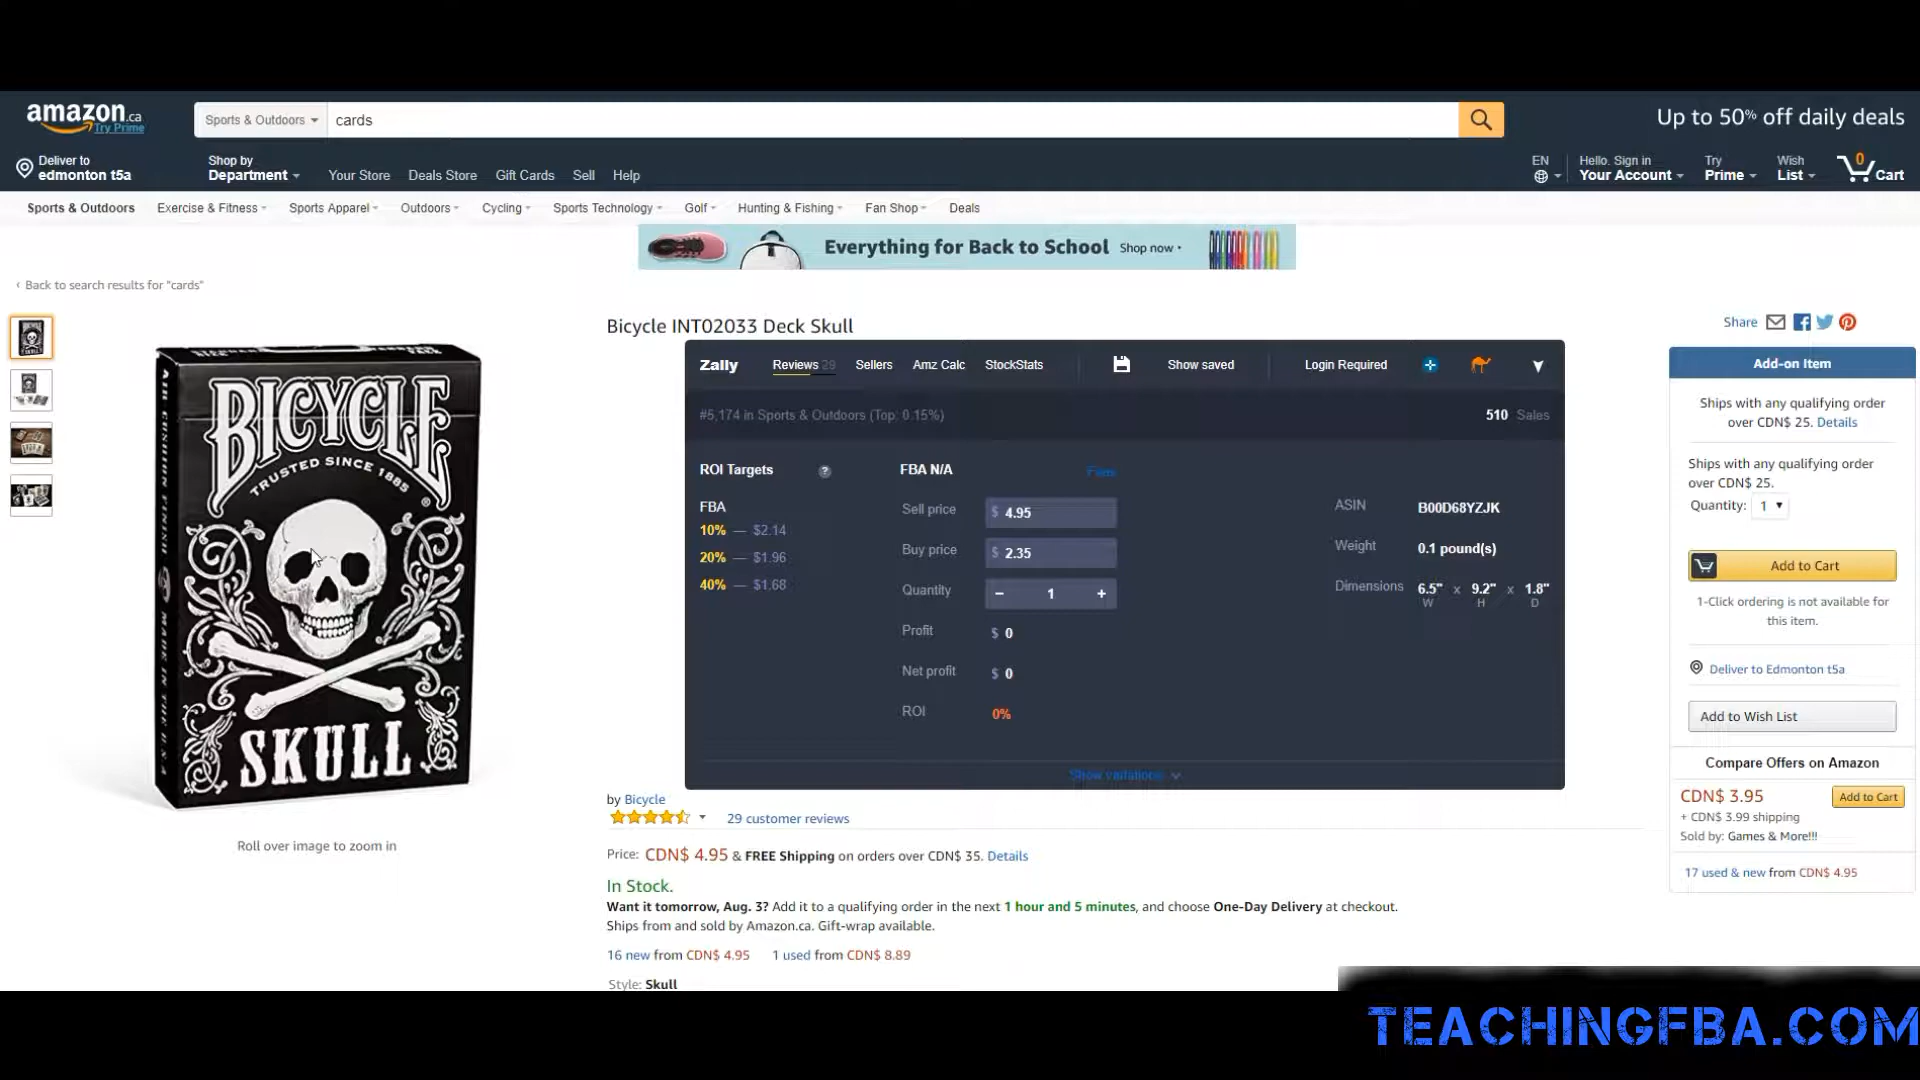 amazon.ca
Try Prime
Sports & Outdoors
cards
Up to 50% off daily deals
Deliver to
edmonton t5a
Shop by
Department
Your Store
Deals Store
Gift Cards
Sell
Help
EN
Hello. Sign in
Your Account
Try
Prime
Wish
List
0
Cart
Sports & Outdoors
Exercise & Fitness
Sports Apparel
Outdoors
Cycling
Sports Technology
Golf
Hunting & Fishing
Fan Shop
Deals
Everything for Back to School Shop now
‹ Back to search results for "cards"
BICYCLE
TRUSTED SINCE 1885
®
AIR CUSHION FINISH
MADE IN THE U.S.A
SKULL
Roll over image to zoom in
Bicycle INT02033 Deck Skull
Zally
Reviews 29
Sellers
Amz Calc
StockStats
Show saved
Login Required
#5,174 in Sports & Outdoors (Top: 0.15%)
510 Sales
ROI Targets
?
FBA
10% — $2.14
20% — $1.96
40% — $1.68
FBA N/A
Fees
Sell price $ 4.95
Buy price $ 2.35
Quantity − 1 +
Profit $ 0
Net profit $ 0
ROI 0%
ASIN B00D68YZJK
Weight 0.1 pound(s)
Dimensions 6.5" x 9.2" x 1.8"
W H D
Show variations
by Bicycle
29 customer reviews
Price: CDN$ 4.95 & FREE Shipping on orders over CDN$ 35. Details
In Stock.
Want it tomorrow, Aug. 3? Add it to a qualifying order in the next 1 hour and 5 minutes, and choose One-Day Delivery at checkout.
Ships from and sold by Amazon.ca. Gift-wrap available.
16 new from CDN$ 4.95 1 used from CDN$ 8.89
Style: Skull
Share
Add-on Item
Ships with any qualifying order
over CDN$ 25. Details
Ships with any qualifying order
over CDN$ 25.
Quantity: 1
Add to Cart
1-Click ordering is not available for
this item.
Deliver to Edmonton t5a
Add to Wish List
Compare Offers on Amazon
CDN$ 3.95
Add to Cart
+ CDN$ 3.99 shipping
Sold by: Games & More!!!
17 used & new from CDN$ 4.95
TEACHINGFBA.COM